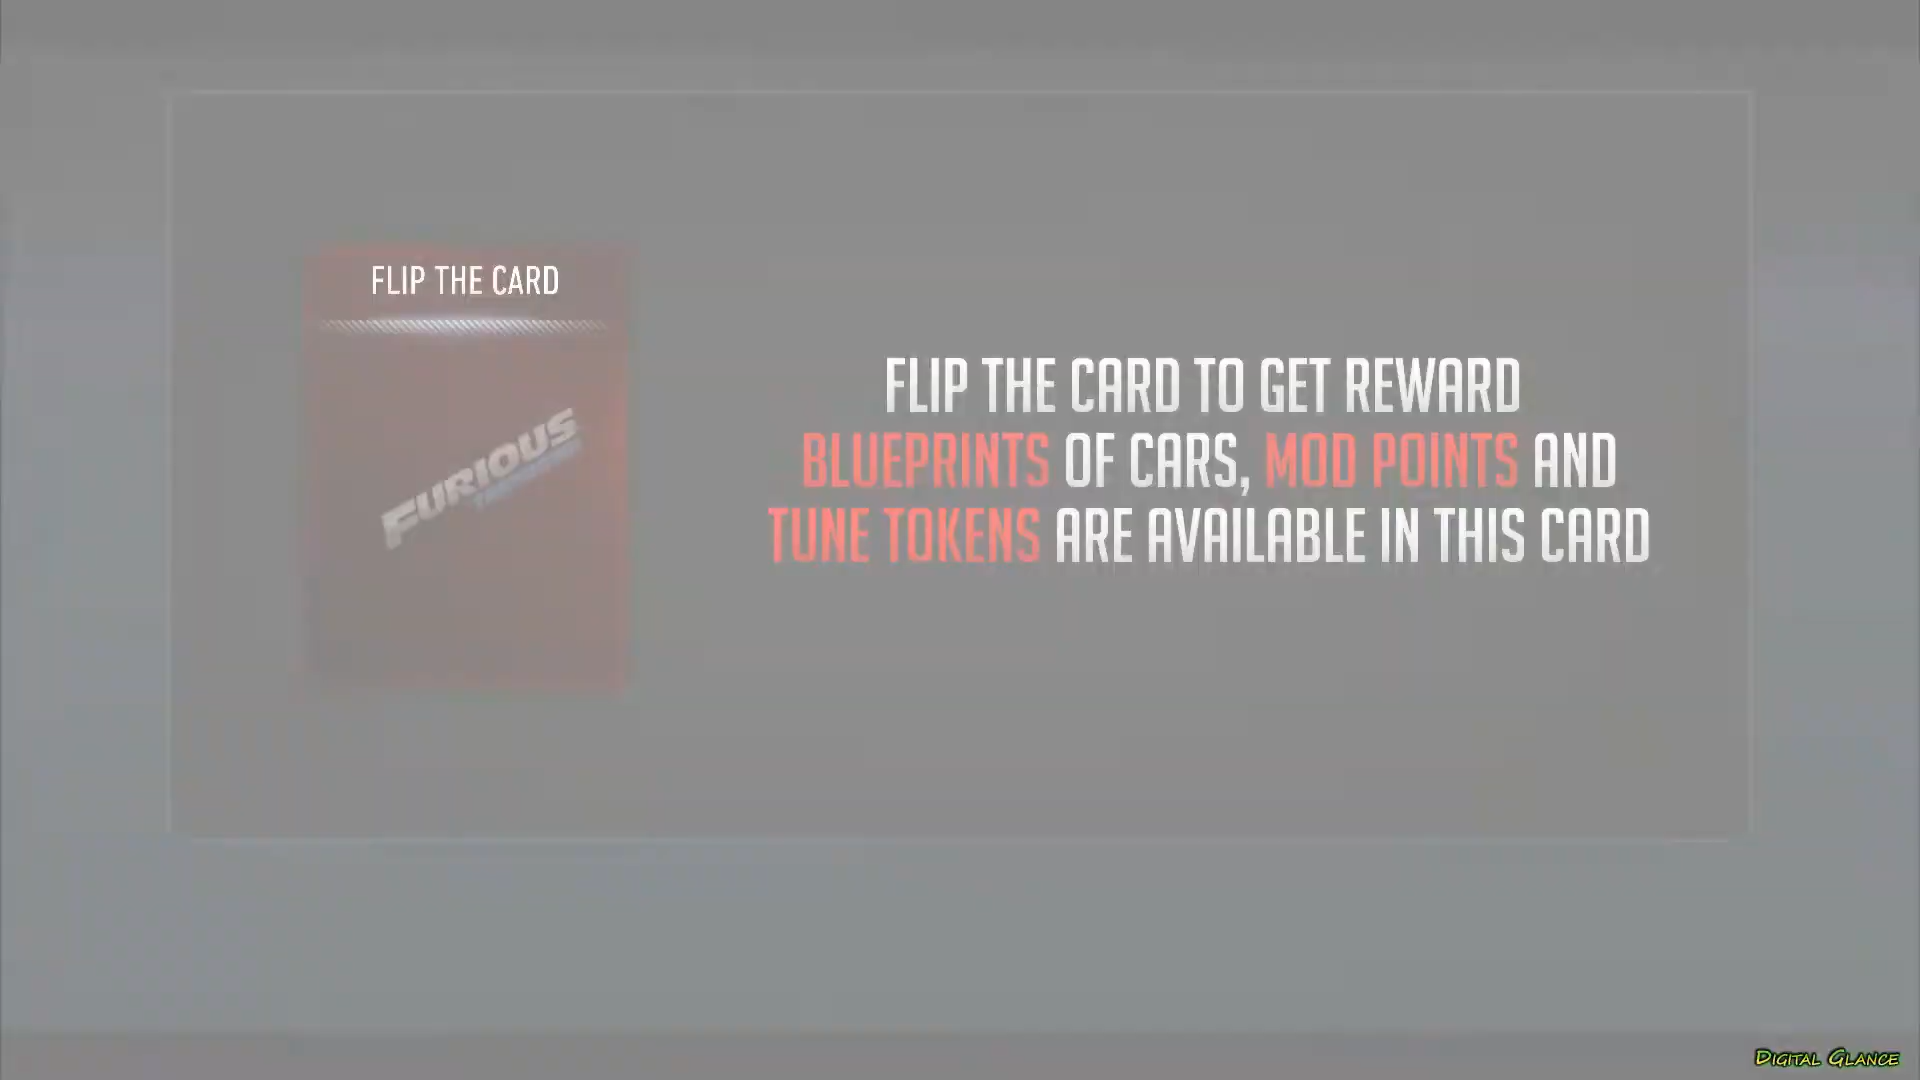 FLIP THE CARD
FURIOUS
FLIP THE CARD TO GET REWARD
BLUEPRINTS OF CARS, MOD POINTS AND
TUNE TOKENS ARE AVAILABLE IN THIS CARD
DIGITAL GLANCE